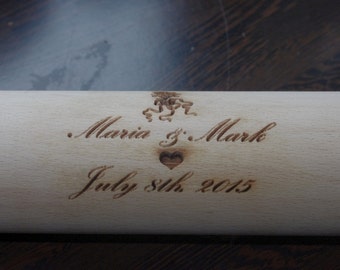 Maria & Mark
July 8th, 2015